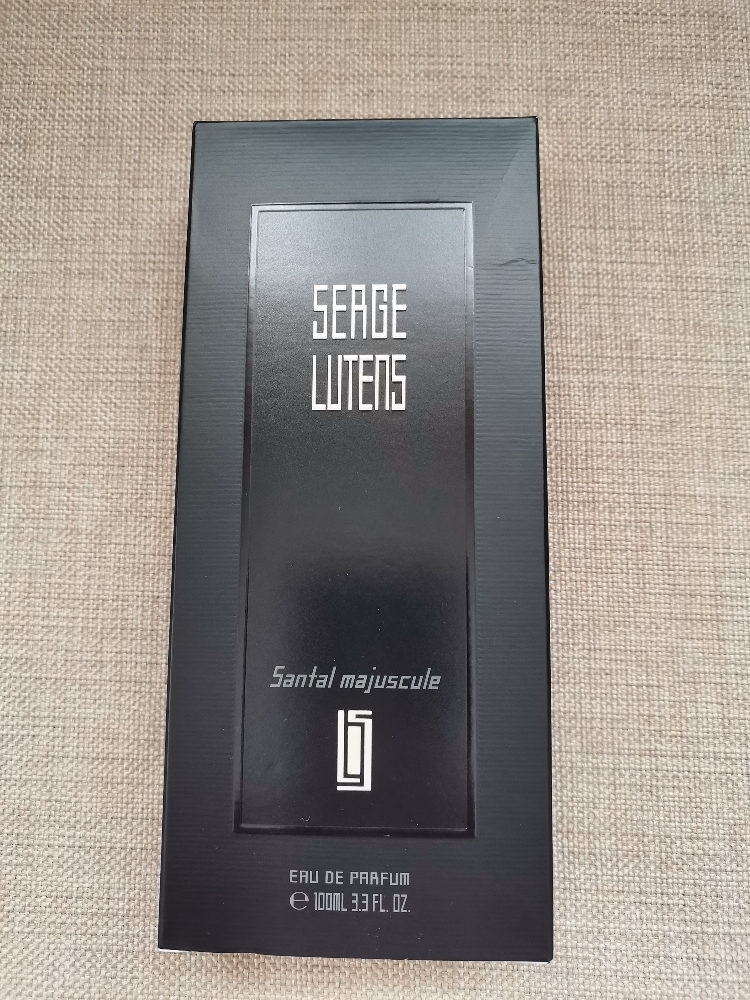 SERGE
LUTENS
Santal majuscule
EAU DE PARFUM
℮ 100ML 3.3 FL. OZ.